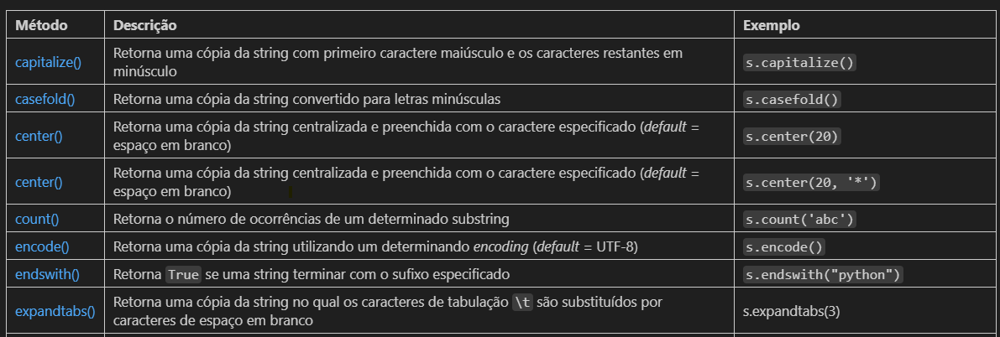 Método Descrição Exemplo
capitalize() Retorna uma cópia da string com primeiro caractere maiúsculo e os caracteres restantes em
minúsculo s.capitalize()
casefold() Retorna uma cópia da string convertido para letras minúsculas s.casefold()
center() Retorna uma cópia da string centralizada e preenchida com o caractere especificado (default =
espaço em branco) s.center(20)
center() Retorna uma cópia da string centralizada e preenchida com o caractere especificado (default =
espaço em branco) s.center(20, '*')
count() Retorna o número de ocorrências de um determinado substring s.count('abc')
encode() Retorna uma cópia da string utilizando um determinando encoding (default = UTF-8) s.encode()
endswith() Retorna True se uma string terminar com o sufixo especificado s.endswith("python")
expandtabs() Retorna uma cópia da string no qual os caracteres de tabulação \t são substituídos por
caracteres de espaço em branco s.expandtabs(3)